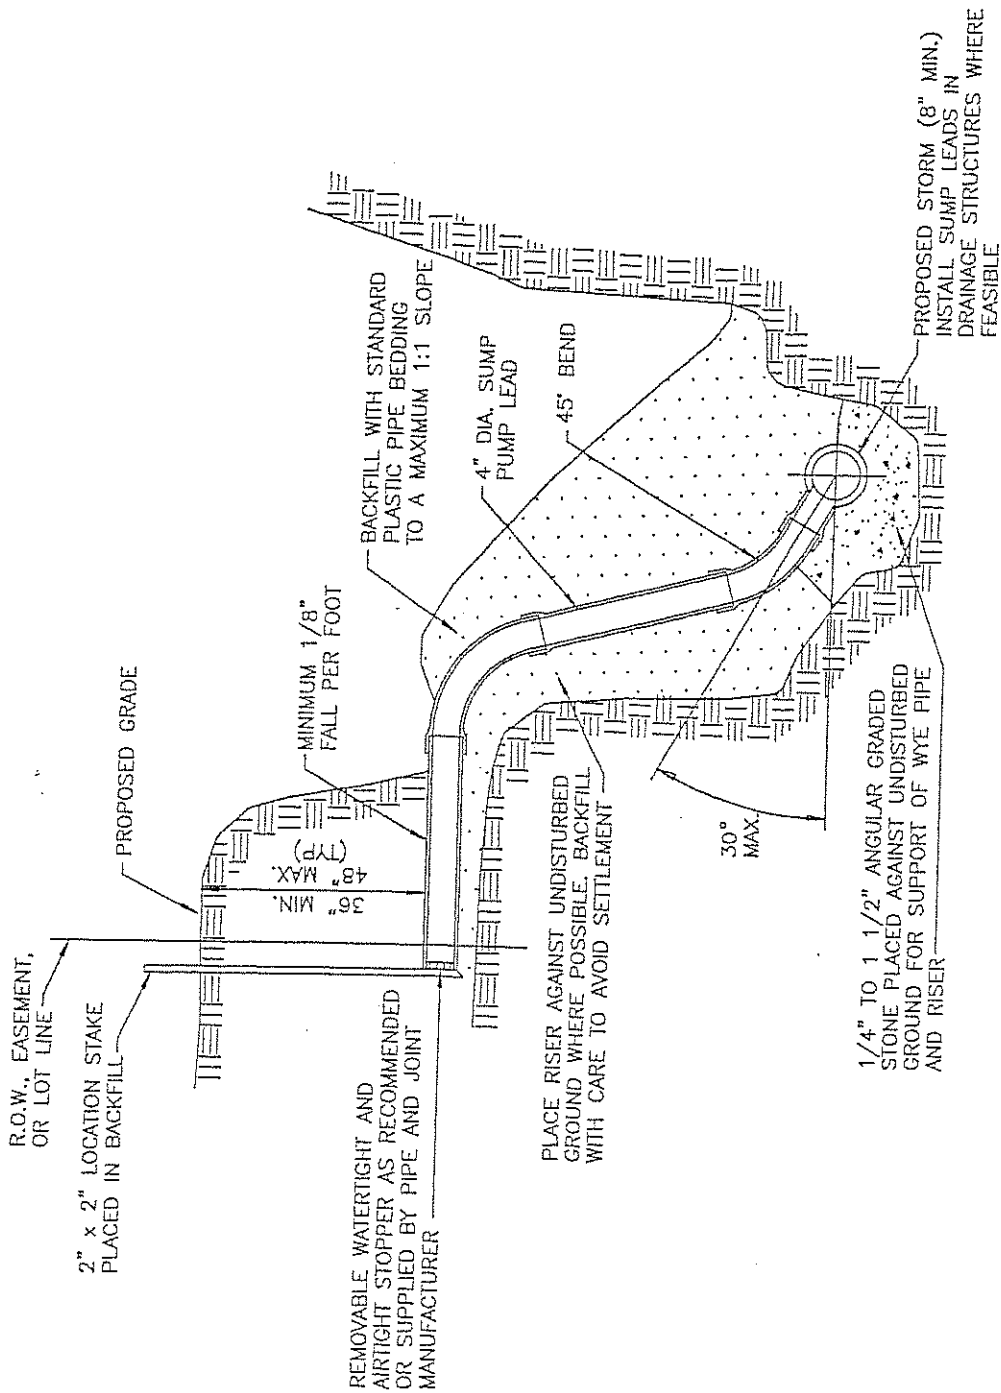 R.O.W., EASEMENT,
OR LOT LINE
2" x 2" LOCATION STAKE
PLACED IN BACKFILL
PROPOSED GRADE
36" MIN.
48" MAX.
(TYP)
MINIMUM 1/8"
FALL PER FOOT
BACKFILL WITH STANDARD
PLASTIC PIPE BEDDING
TO A MAXIMUM 1:1 SLOPE
4" DIA. SUMP
PUMP LEAD
45° BEND
REMOVABLE WATERTIGHT AND
AIRTIGHT STOPPER AS RECOMMENDED
OR SUPPLIED BY PIPE AND JOINT
MANUFACTURER
PLACE RISER AGAINST UNDISTURBED
GROUND WHERE POSSIBLE. BACKFILL
WITH CARE TO AVOID SETTLEMENT
30°
MAX.
1/4" TO 1 1/2" ANGULAR GRADED
STONE PLACED AGAINST UNDISTURBED
GROUND FOR SUPPORT OF WYE PIPE
AND RISER
PROPOSED STORM (8" MIN.)
INSTALL SUMP LEADS IN
DRAINAGE STRUCTURES WHERE
FEASIBLE